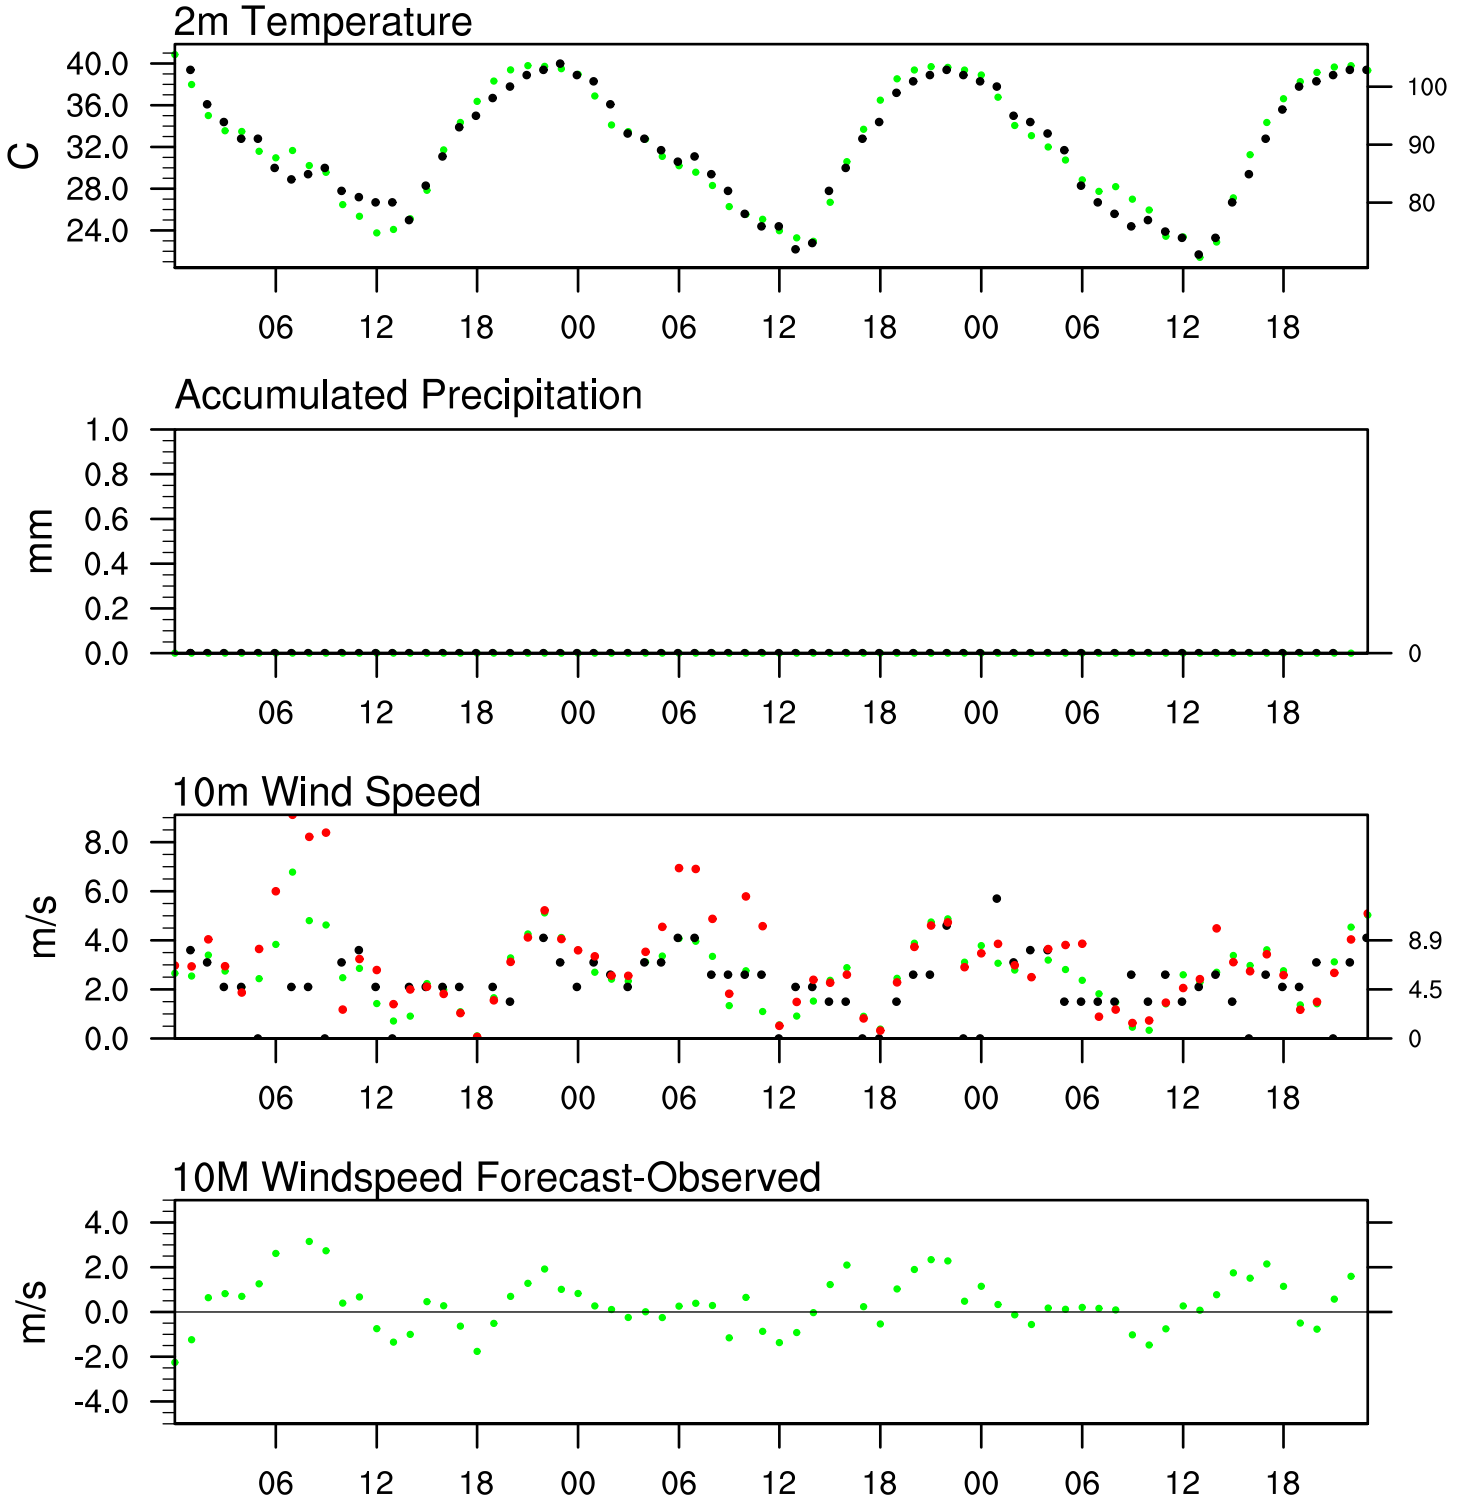 2m Temperature
40.0
36.0
32.0
28.0
24.0
C
100
90
80
06 12 18 00 06 12 18 00 06 12 18
Accumulated Precipitation
1.0
0.8
0.6
0.4
0.2
0.0
mm
0
06 12 18 00 06 12 18 00 06 12 18
10m Wind Speed
8.0
6.0
4.0
2.0
0.0
m/s
8.9
4.5
0
06 12 18 00 06 12 18 00 06 12 18
10M Windspeed Forecast-Observed
4.0
2.0
0.0
-2.0
-4.0
m/s
06 12 18 00 06 12 18 00 06 12 18